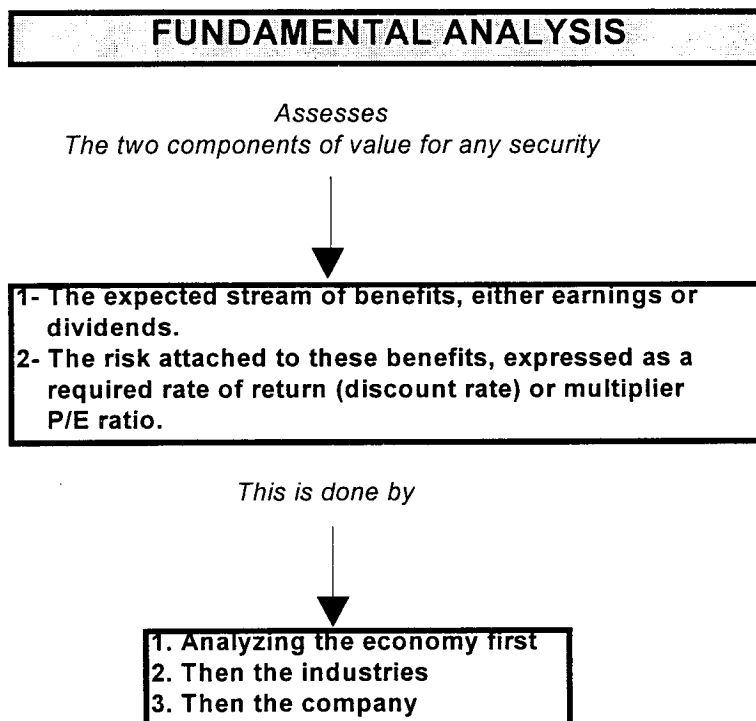 FUNDAMENTAL ANALYSIS
Assesses
The two components of value for any security
1- The expected stream of benefits, either earnings or
dividends.
2- The risk attached to these benefits, expressed as a
required rate of return (discount rate) or multiplier
P/E ratio.
This is done by
1. Analyzing the economy first
2. Then the industries
3. Then the company